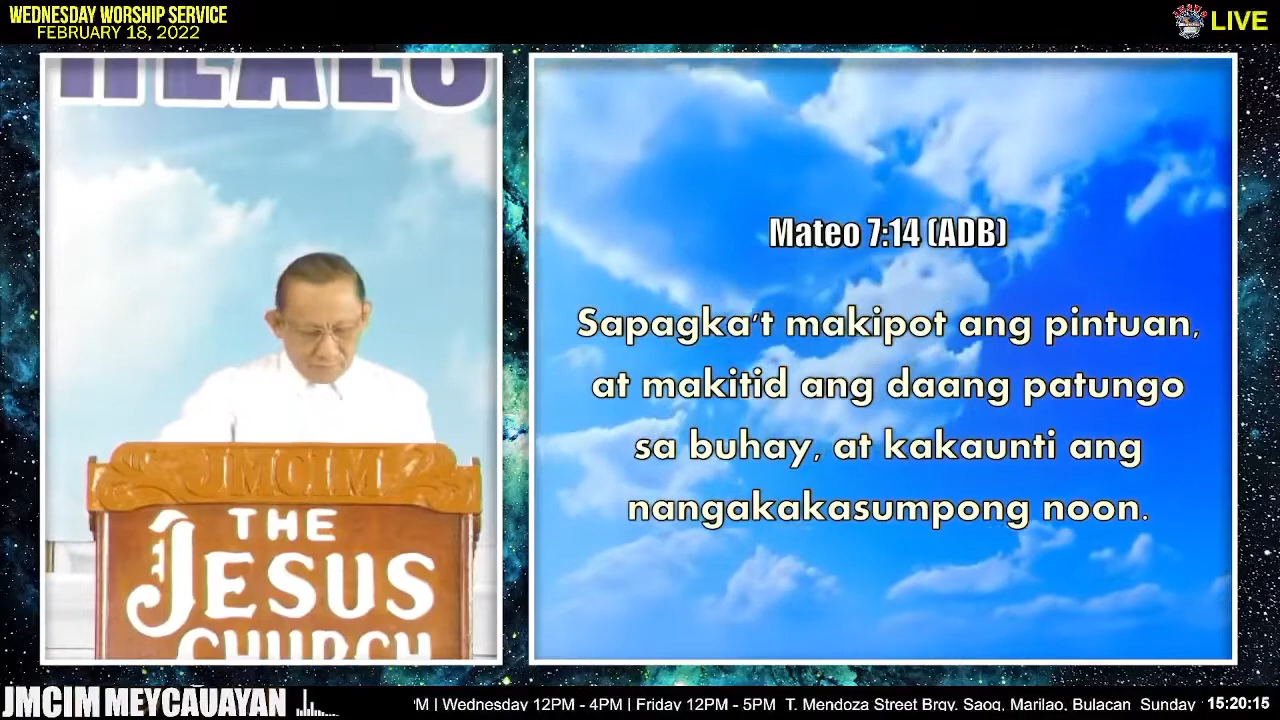 WEDNESDAY WORSHIP SERVICE
FEBRUARY 18, 2022
LIVE
HEALS
JMCIM
THE
JESUS
CHURCH
Mateo 7:14 (ADB)
Sapagka't makipot ang pintuan,
at makitid ang daang patungo
sa buhay, at kakaunti ang
nangakakasumpong noon.
JMCIM MEYCAUAYAN
M | Wednesday 12PM - 4PM | Friday 12PM - 5PM T. Mendoza Street Brgy. Saog, Marilao, Bulacan Sunday
15:20:15